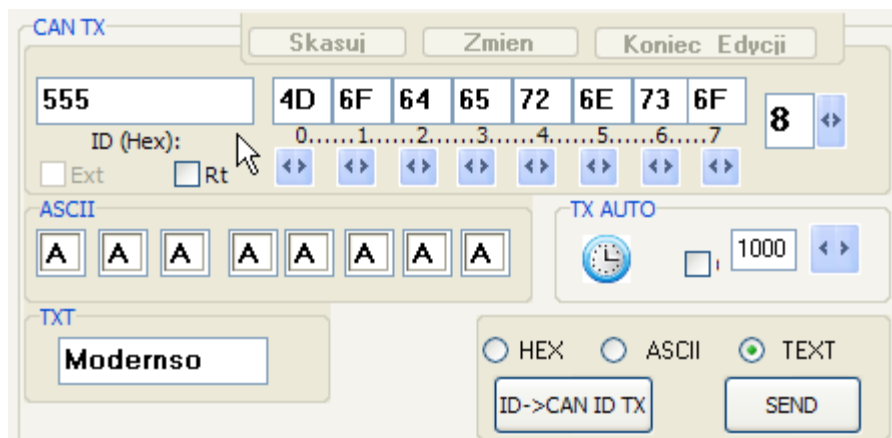 CAN TX
Skasuj Zmien Koniec Edycji
555 4D 6F 64 65 72 6E 73 6F 8
ID (Hex): 0......1......2......3......4......5......6......7
Ext Rt
ASCII TX AUTO
A A A A A A A A 1000
TXT
Modernso HEX ASCII TEXT
ID->CAN ID TX SEND